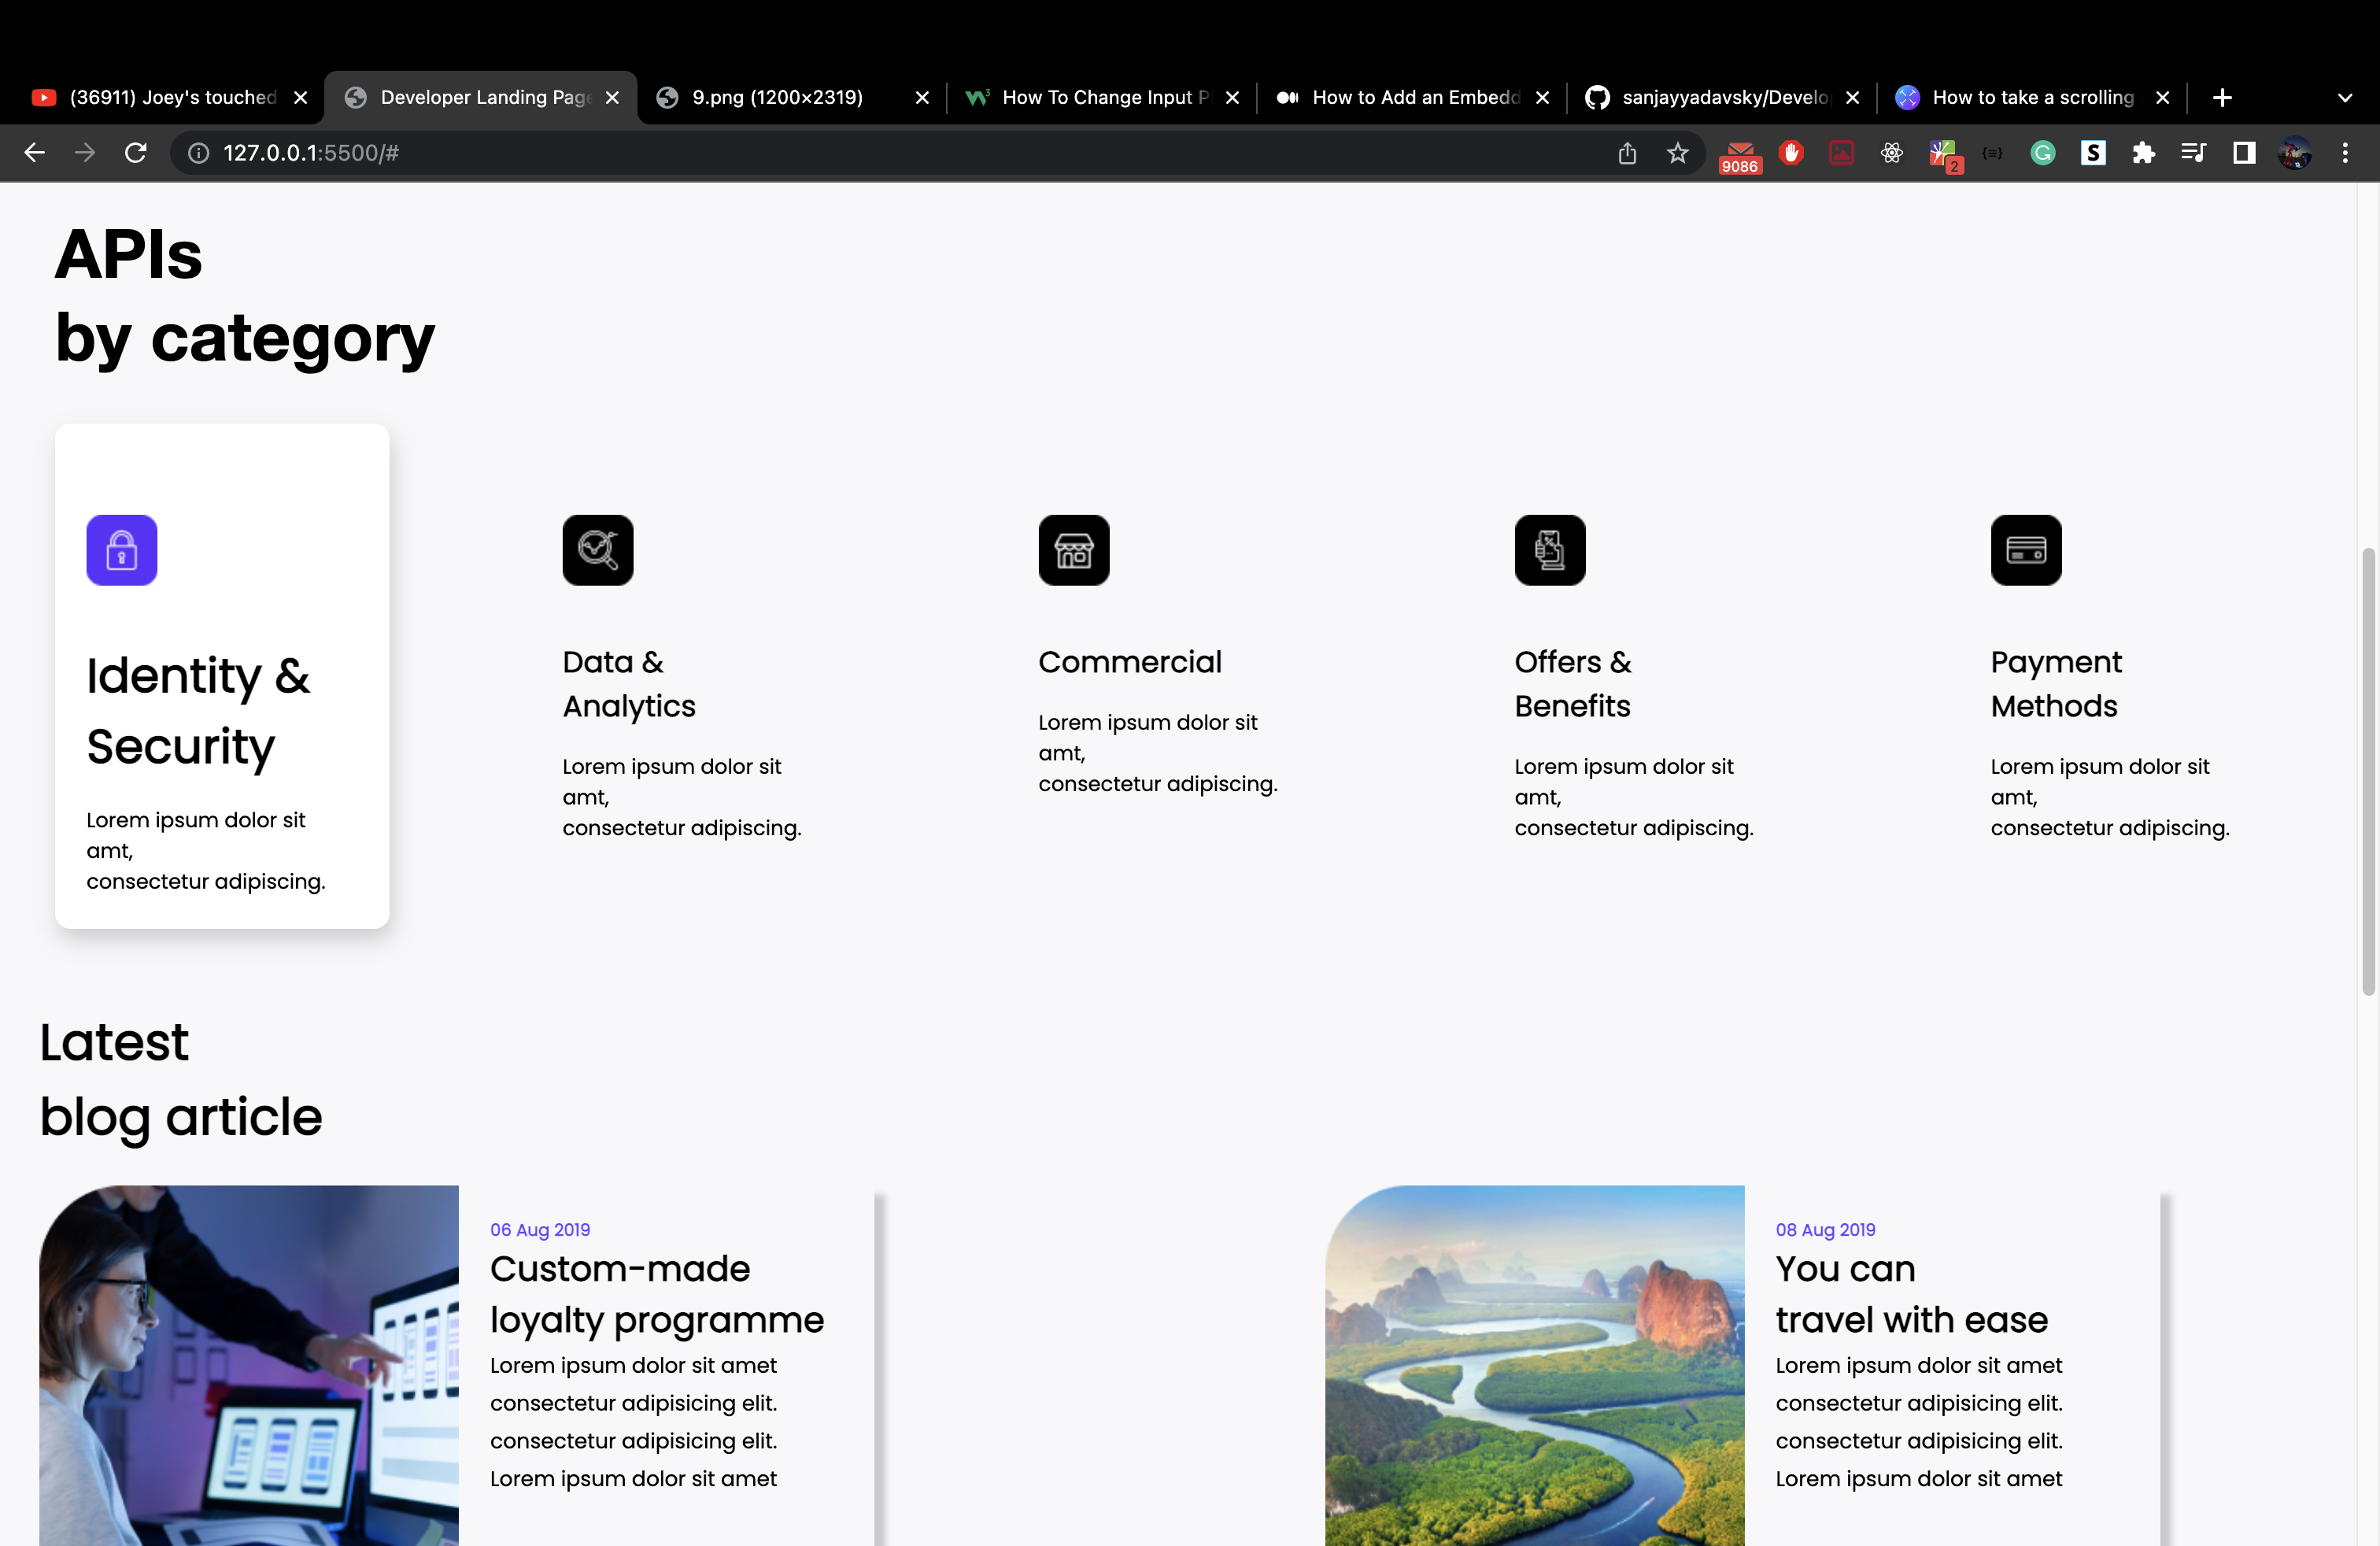 (36911) Joey's touched
Developer Landing Page
9.png (1200×2319)
How To Change Input P
How to Add an Embedd
sanjayyadavsky/Develo
How to take a scrolling
127.0.0.1:5500/#
9086
2
APIs
by category
Identity &
Security
Lorem ipsum dolor sit
amt,
consectetur adipiscing.
Data &
Analytics
Lorem ipsum dolor sit
amt,
consectetur adipiscing.
Commercial
Lorem ipsum dolor sit
amt,
consectetur adipiscing.
Offers &
Benefits
Lorem ipsum dolor sit
amt,
consectetur adipiscing.
Payment
Methods
Lorem ipsum dolor sit
amt,
consectetur adipiscing.
Latest
blog article
06 Aug 2019
Custom-made
loyalty programme
Lorem ipsum dolor sit amet
consectetur adipisicing elit.
consectetur adipisicing elit.
Lorem ipsum dolor sit amet
08 Aug 2019
You can
travel with ease
Lorem ipsum dolor sit amet
consectetur adipisicing elit.
consectetur adipisicing elit.
Lorem ipsum dolor sit amet